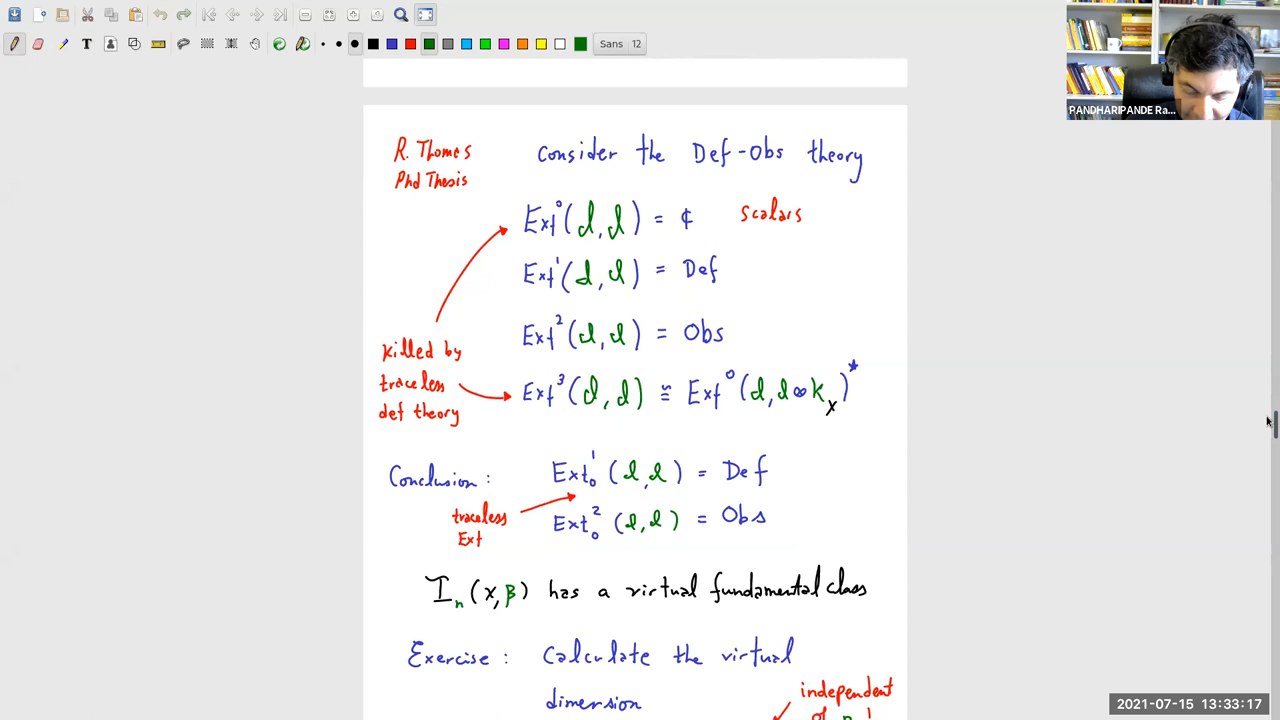 Sans 12
PANDHARIPANDE Ra...
R. Thomas
Phd Thesis
Consider the Def-Obs theory
Ext⁰(I, I) = ℂ scalars
Ext¹(I, I) = Def
Ext²(I, I) = Obs
killed by
traceless
def theory
Ext³(I, I) ≅ Ext⁰(I, I⊗K_X)*
Conclusion: Ext₀¹(I, I) = Def
traceless
Ext
Ext₀²(I, I) = Obs
I_n(X, β) has a virtual fundamental class
Exercise: Calculate the virtual
dimension
independent
of n !
2021-07-15 13:33:17